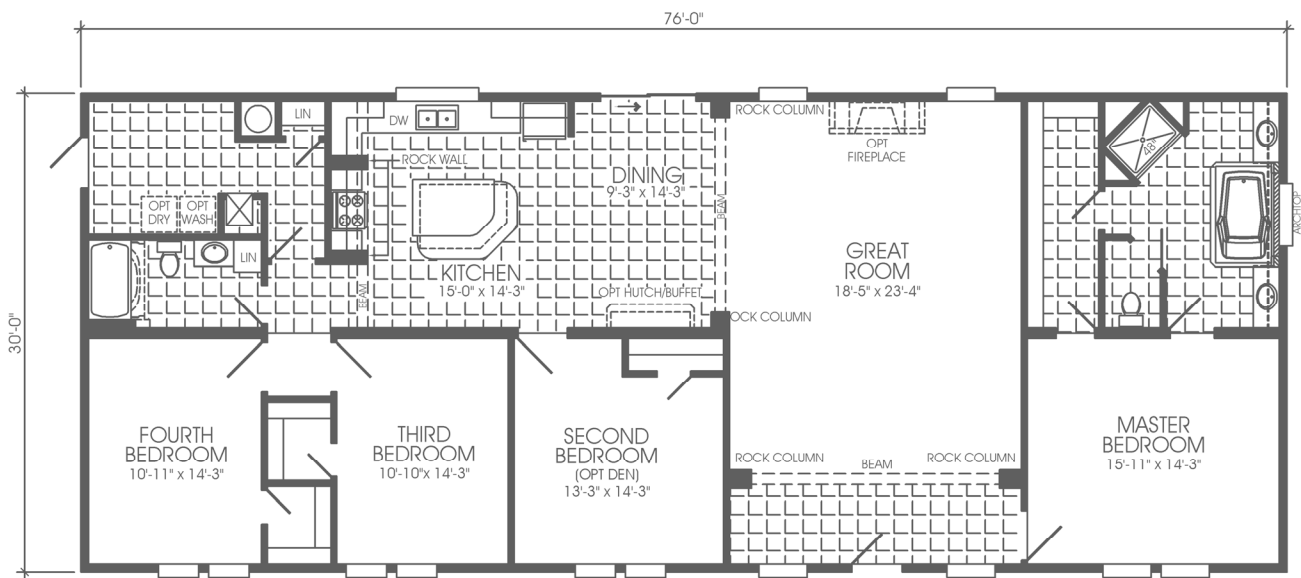 76'-0"
30'-0"
LIN
DW
ROCK WALL
OPT
DRY
OPT
WASH
LIN
BEAM
KITCHEN
15'-0" x 14'-3"
DINING
9'-3" x 14'-3"
OPT HUTCH/BUFFET
BEAM
ROCK COLUMN
OCK COLUMN
OPT
FIREPLACE
GREAT
ROOM
18'-5" x 23'-4"
48"
ARCHTOP
FOURTH
BEDROOM
10'-11" x 14'-3"
THIRD
BEDROOM
10'-10"x 14'-3"
SECOND
BEDROOM
(OPT DEN)
13'-3" x 14'-3"
ROCK COLUMN
BEAM
ROCK COLUMN
MASTER
BEDROOM
15'-11" x 14'-3"